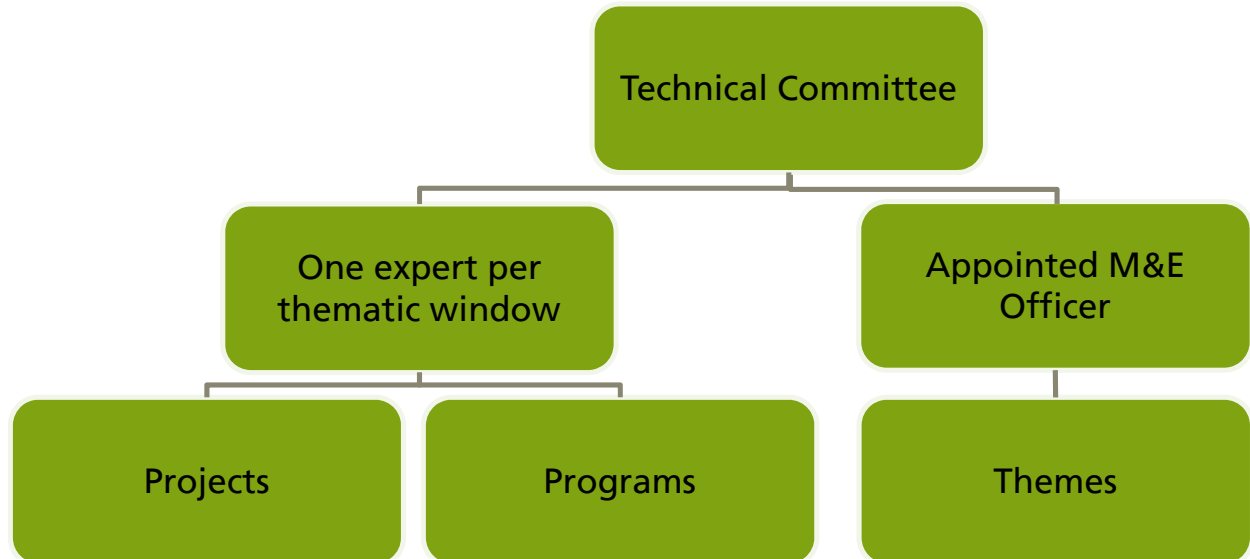 Technical Committee
One expert per
thematic window
Appointed M&E
Officer
Projects
Programs
Themes